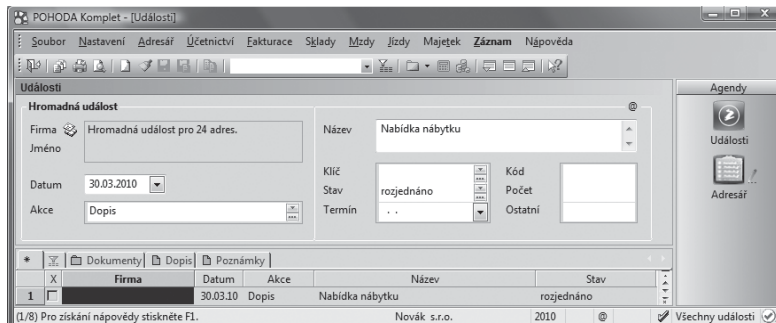 POHODA Komplet - [Události]
Soubor Nastavení Adresář Účetnictví Fakturace Sklady Mzdy Jízdy Majetek Záznam Nápověda
Události
Agendy
Hromadná událost @
Firma Hromadná událost pro 24 adres.
Jméno
Název Nabídka nábytku
Události
Klíč
Kód
Datum 30.03.2010
Stav rozjednáno
Počet
Adresář
Akce Dopis
Termín . .
Ostatní
* Dokumenty Dopis Poznámky
X Firma Datum Akce Název Stav
1 30.03.10 Dopis Nabídka nábytku rozjednáno
(1/8) Pro získání nápovědy stiskněte F1. Novák s.r.o. 2010 @ Všechny události